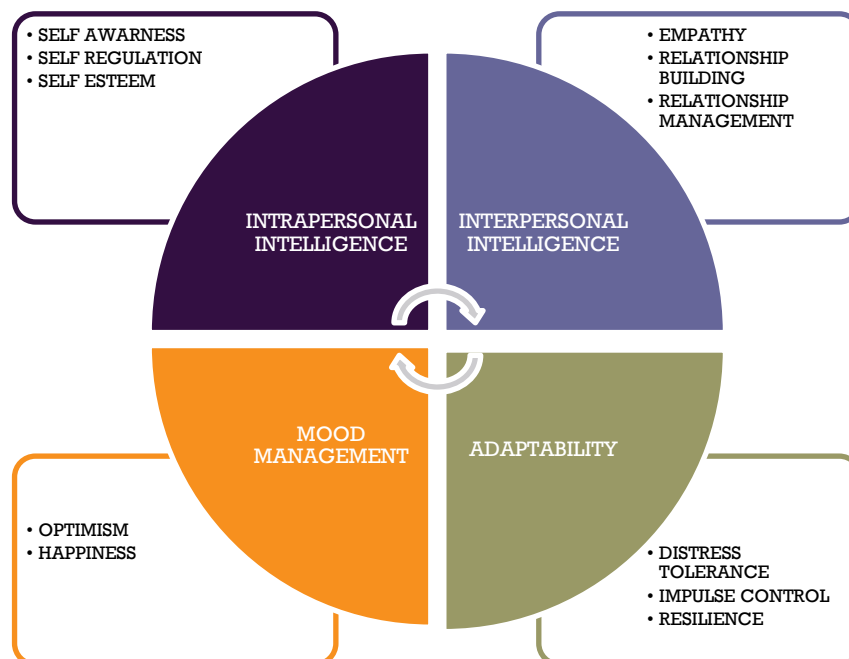 • SELF AWARNESS
• SELF REGULATION
• SELF ESTEEM
• EMPATHY
• RELATIONSHIP
BUILDING
• RELATIONSHIP
MANAGEMENT
INTRAPERSONAL
INTELLIGENCE
INTERPERSONAL
INTELLIGENCE
MOOD
MANAGEMENT
ADAPTABILITY
• OPTIMISM
• HAPPINESS
• DISTRESS
TOLERANCE
• IMPULSE CONTROL
• RESILIENCE